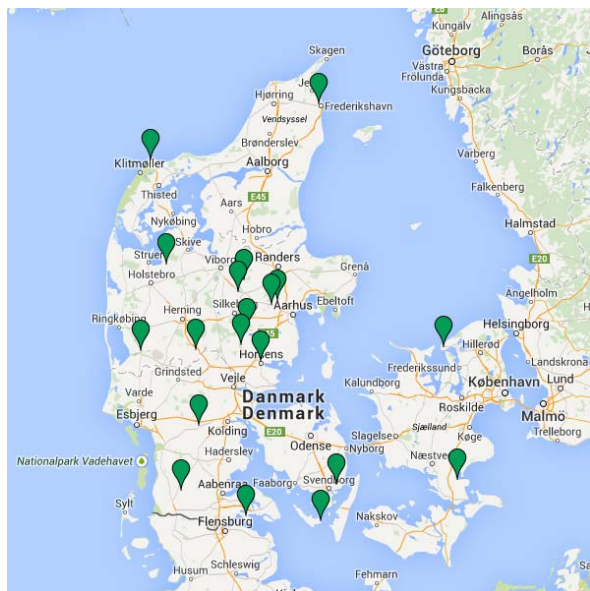 Alingsås
Kungälv
Göteborg
Borås
Skagen
Västra
Frölunda
Je
Hjørring
Frederikshavn
Kungsbacka
Vendsyssel
Brønderslev
Varberg
Klitmøller
Aalborg
Falkenberg
Thisted
Aars
E45
Nykøbing
Hobro
Halmstad
Skive
Struer
Viborg
Randers
E20
Holstebro
Grenå
Ängelholm
Silkeb
Ebeltoft
Ringkøbing
Herning
Aarhus
Helsingborg
Horsens
Hillerød
Landskrona
Grindsted
Frederikssund
Vejle
Kalundborg
København
Lund
Varde
Danmark
Denmark
Roskilde
Malmö
Esbjerg
Kolding
E20
Sjælland
Køge
Trelleborg
Slagelse
Odense
Nyborg
Næstve
Nationalpark Vadehavet
Haderslev
Faaborg
Svendborg
Aabenraa
Sylt
Nakskov
Flensburg
Schleswig
Husum
Fehmarn